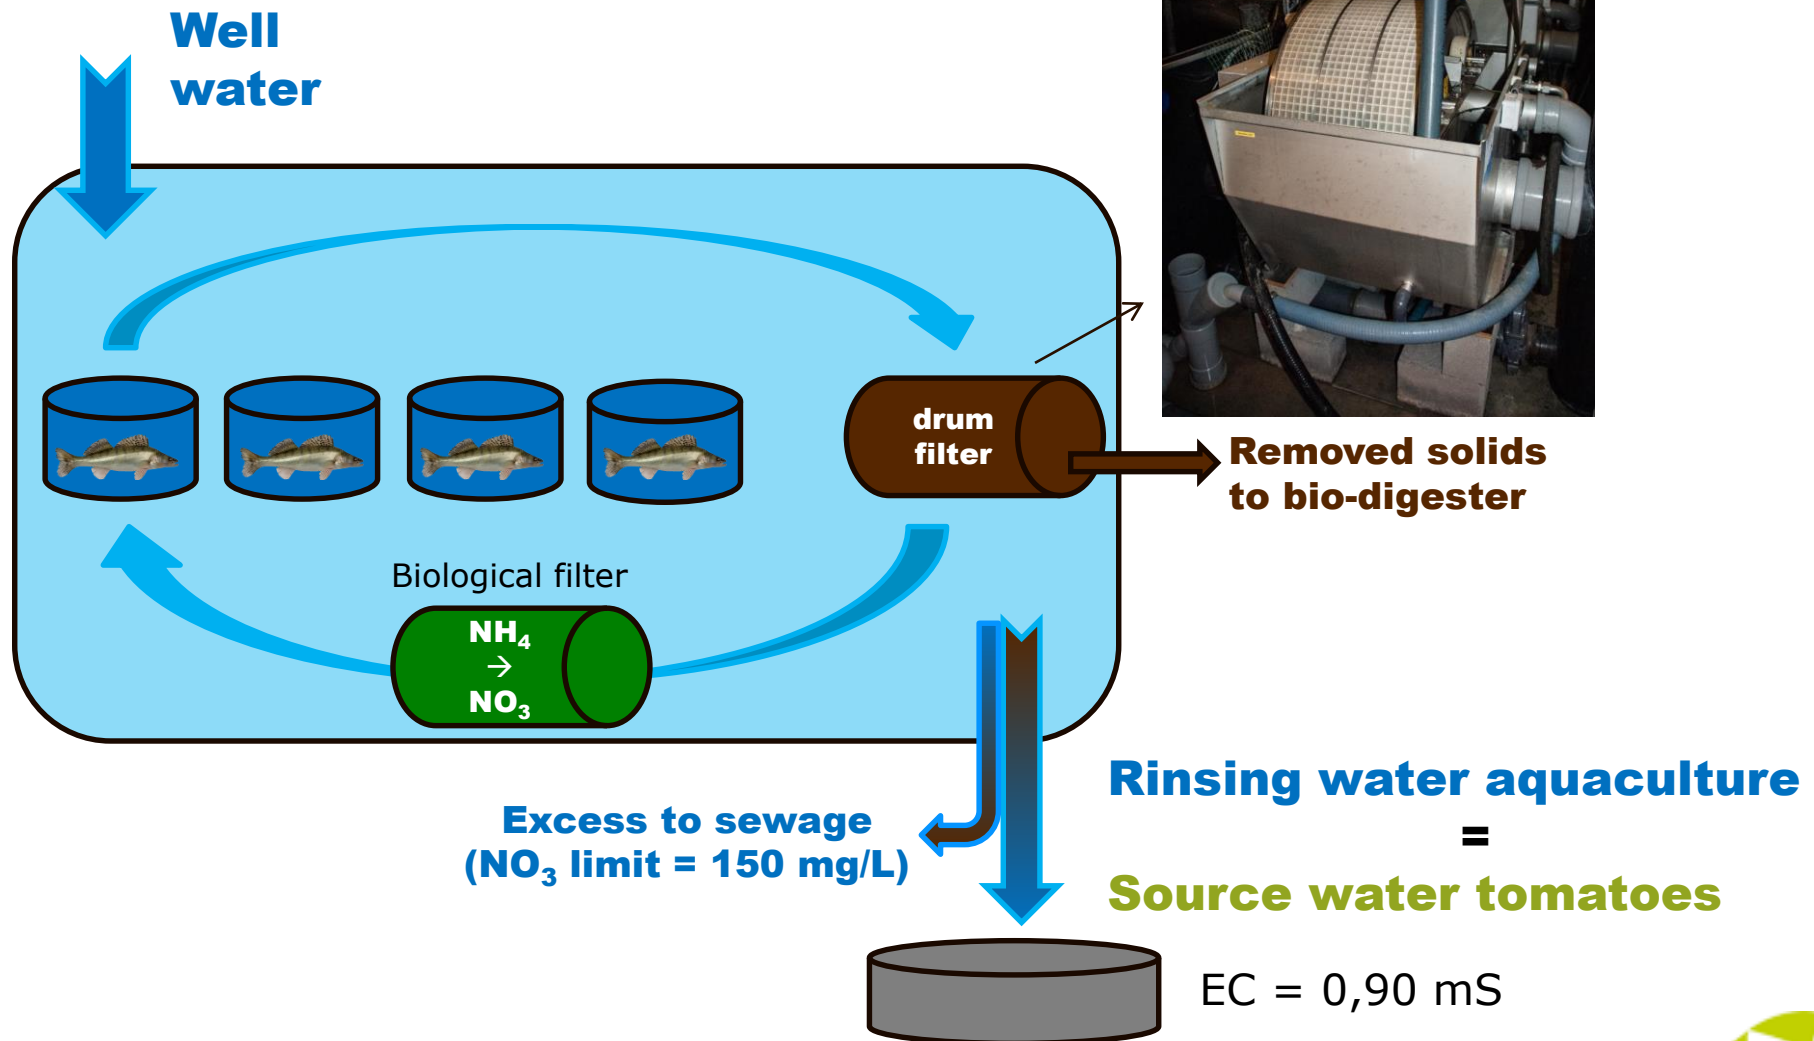 Well
water
drum
filter
Removed solids
to bio-digester
Biological filter
NH₄
→
NO₃
Rinsing water aquaculture
=
Source water tomatoes
Excess to sewage
(NO₃ limit = 150 mg/L)
EC = 0,90 mS